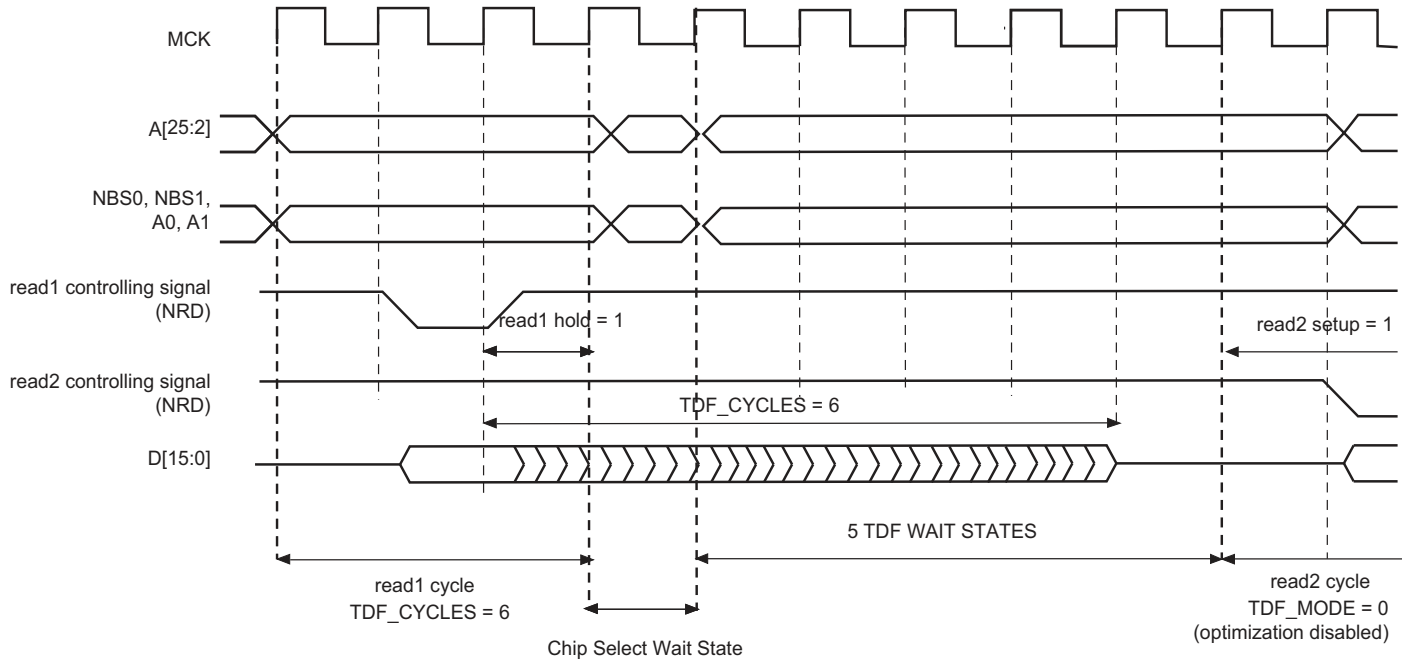 MCK
A[25:2]
NBS0, NBS1,
A0, A1
read1 controlling signal
(NRD)
read1 hold = 1
read2 setup = 1
read2 controlling signal
(NRD)
TDF_CYCLES = 6
D[15:0]
5 TDF WAIT STATES
read1 cycle
TDF_CYCLES = 6
read2 cycle
TDF_MODE = 0
(optimization disabled)
Chip Select Wait State